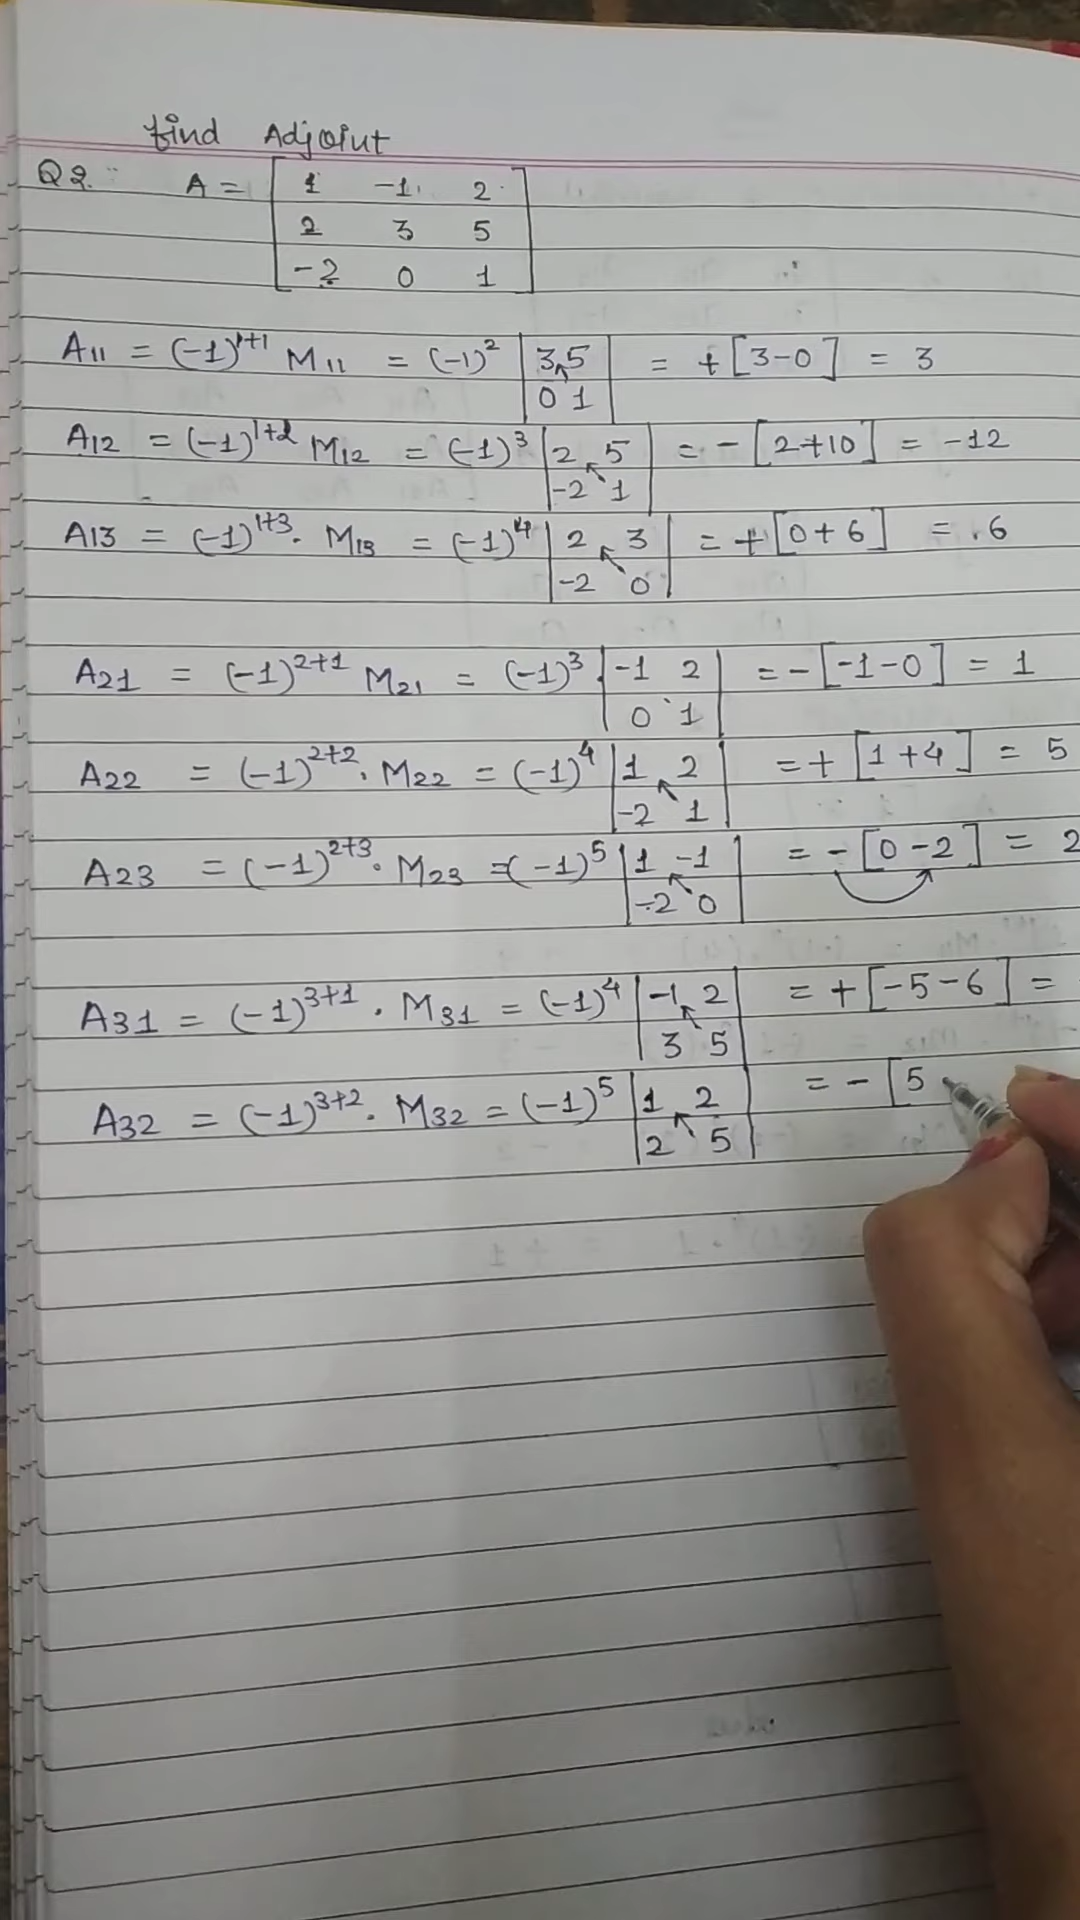 find Adjoint
Q2. A = [ 1 -1 2
2 3 5
-2 0 1 ]
A11 = (-1)^1+1 M11 = (-1)^2 | 3 5 | = +[3-0] = 3
0 1
A12 = (-1)^1+2 M12 = (-1)^3 | 2 5 | = -[2+10] = -12
-2 1
A13 = (-1)^1+3 . M13 = (-1)^4 | 2 3 | = +[0+6] = .6
-2 0
A21 = (-1)^2+1 M21 = (-1)^3 . | -1 2 | = -[-1-0] = 1
0 1
A22 = (-1)^2+2 . M22 = (-1)^4 | 1 2 | = + [1+4] = 5
-2 1
A23 = (-1)^2+3 . M23 = (-1)^5 | 1 -1 | = -[0-2] = 2
-2 0
A31 = (-1)^3+1 . M31 = (-1)^4 | -1 2 | = +[-5-6] =
3 5
A32 = (-1)^3+2 . M32 = (-1)^5 | 1 2 | = -[5
2 5